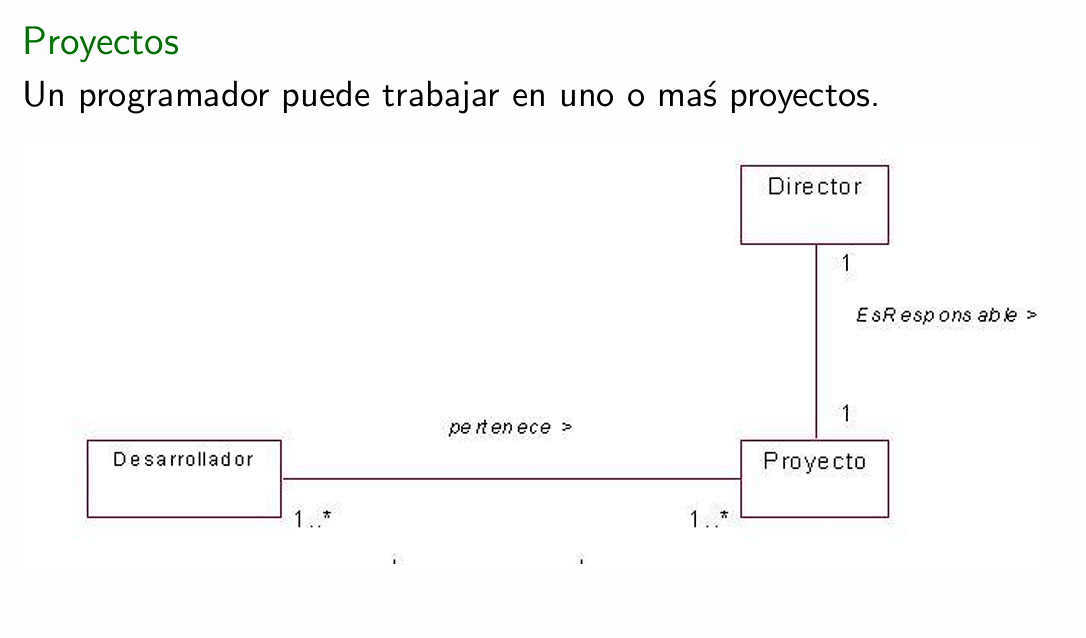 Proyectos
Un programador puede trabajar en uno o maś proyectos.
Director
1
EsResponsable >
1
pertenece >
Desarrollador
Proyecto
1..*
1..*